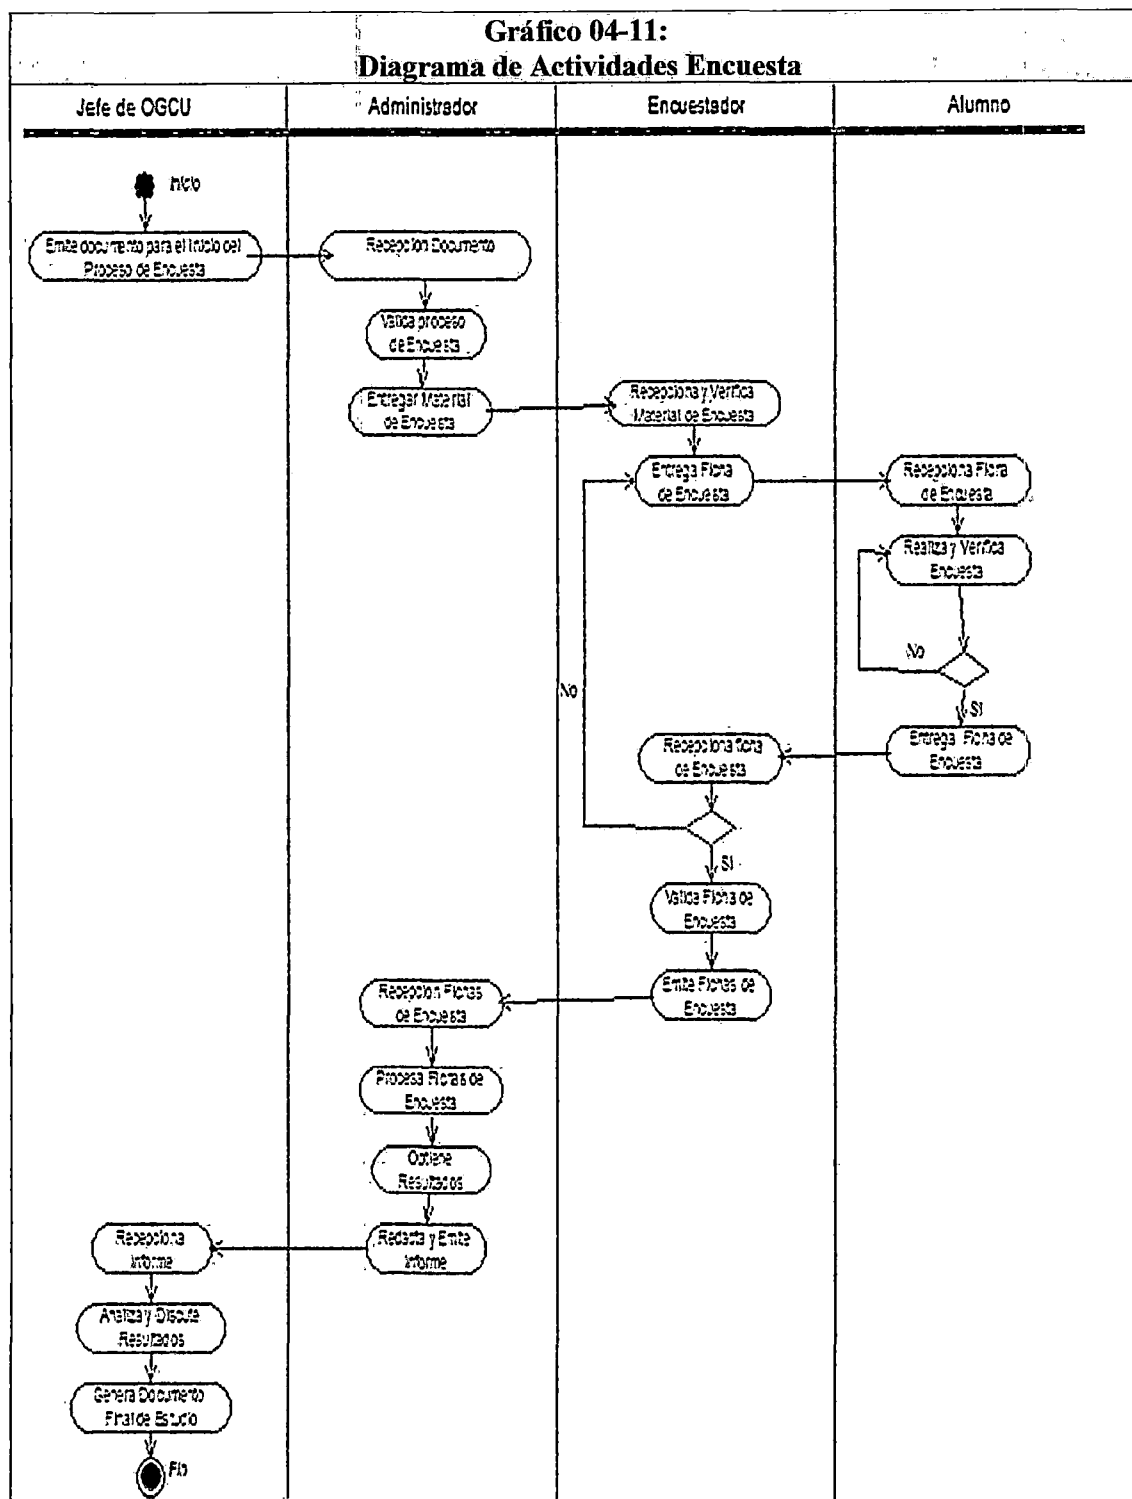 Gráfico 04-11:
Diagrama de Actividades Encuesta
Jefe de OGCU
Administrador
Encuestador
Alumno
Inicio
Emite documento para el Inicio del
Proceso de Encuesta
Recepcion Documento
Valida proceso
de Encuesta
Entregar Material
de Encuesta
Recepciona y Verifica
Material de Encuesta
Entrega Ficha
de Encuesta
Recepciona Ficha
de Encuesta
Realiza y Verifica
Encuesta
No
Si
Entrega Ficha de
Encuesta
Recepciona ficha
de Encuesta
No
Si
Valida Ficha de
Encuesta
Emite Fichas de
Encuesta
Recepcion Fichas
de Encuesta
Procesa Fichas de
Encuesta
Obtiene
Resultados
Redacta y Emite
Informe
Recepciona
Informe
Analiza y Discute
Resultados
Genera Documento
Final de Estudio
Fin